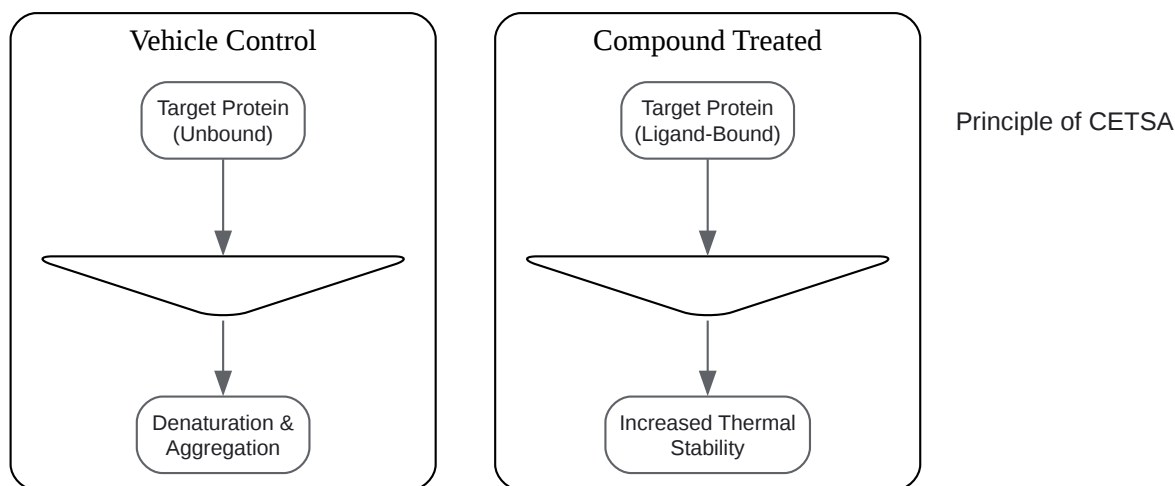 Vehicle Control
Target Protein
(Unbound)
Denaturation &
Aggregation
Compound Treated
Target Protein
(Ligand-Bound)
Increased Thermal
Stability
Principle of CETSA